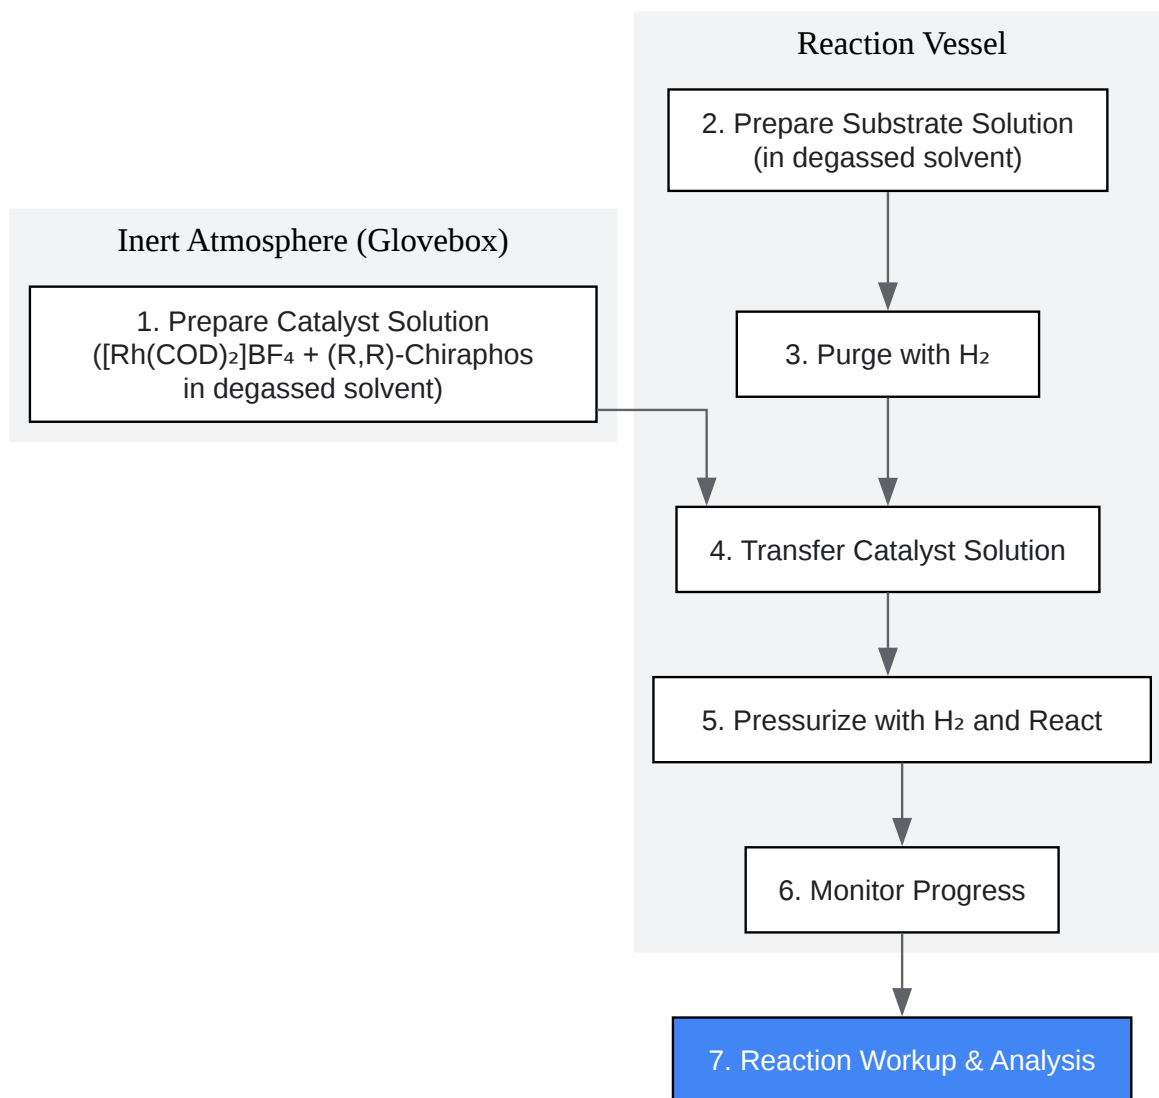 Reaction Vessel
2. Prepare Substrate Solution
(in degassed solvent)
Inert Atmosphere (Glovebox)
1. Prepare Catalyst Solution
([Rh(COD)₂]BF₄ + (R,R)-Chiraphos
in degassed solvent)
3. Purge with H₂
4. Transfer Catalyst Solution
5. Pressurize with H₂ and React
6. Monitor Progress
7. Reaction Workup & Analysis